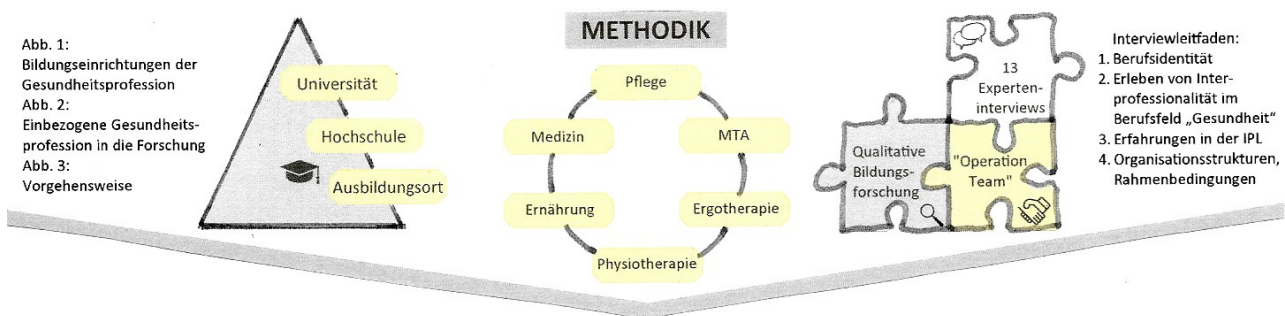 METHODIK
Abb. 1:
Bildungseinrichtungen der
Gesundheitsprofession
Abb. 2:
Einbezogene Gesundheits-
profession in die Forschung
Abb. 3:
Vorgehensweise
Universität
Hochschule
Ausbildungsort
Pflege
Medizin
MTA
Ernährung
Ergotherapie
Physiotherapie
13
Experten-
interviews
Qualitative
Bildungs-
forschung
"Operation
Team"
Interviewleitfaden:
1. Berufsidentität
2. Erleben von Inter-
professionalität im
Berufsfeld „Gesundheit“
3. Erfahrungen in der IPL
4. Organisationsstrukturen,
Rahmenbedingungen